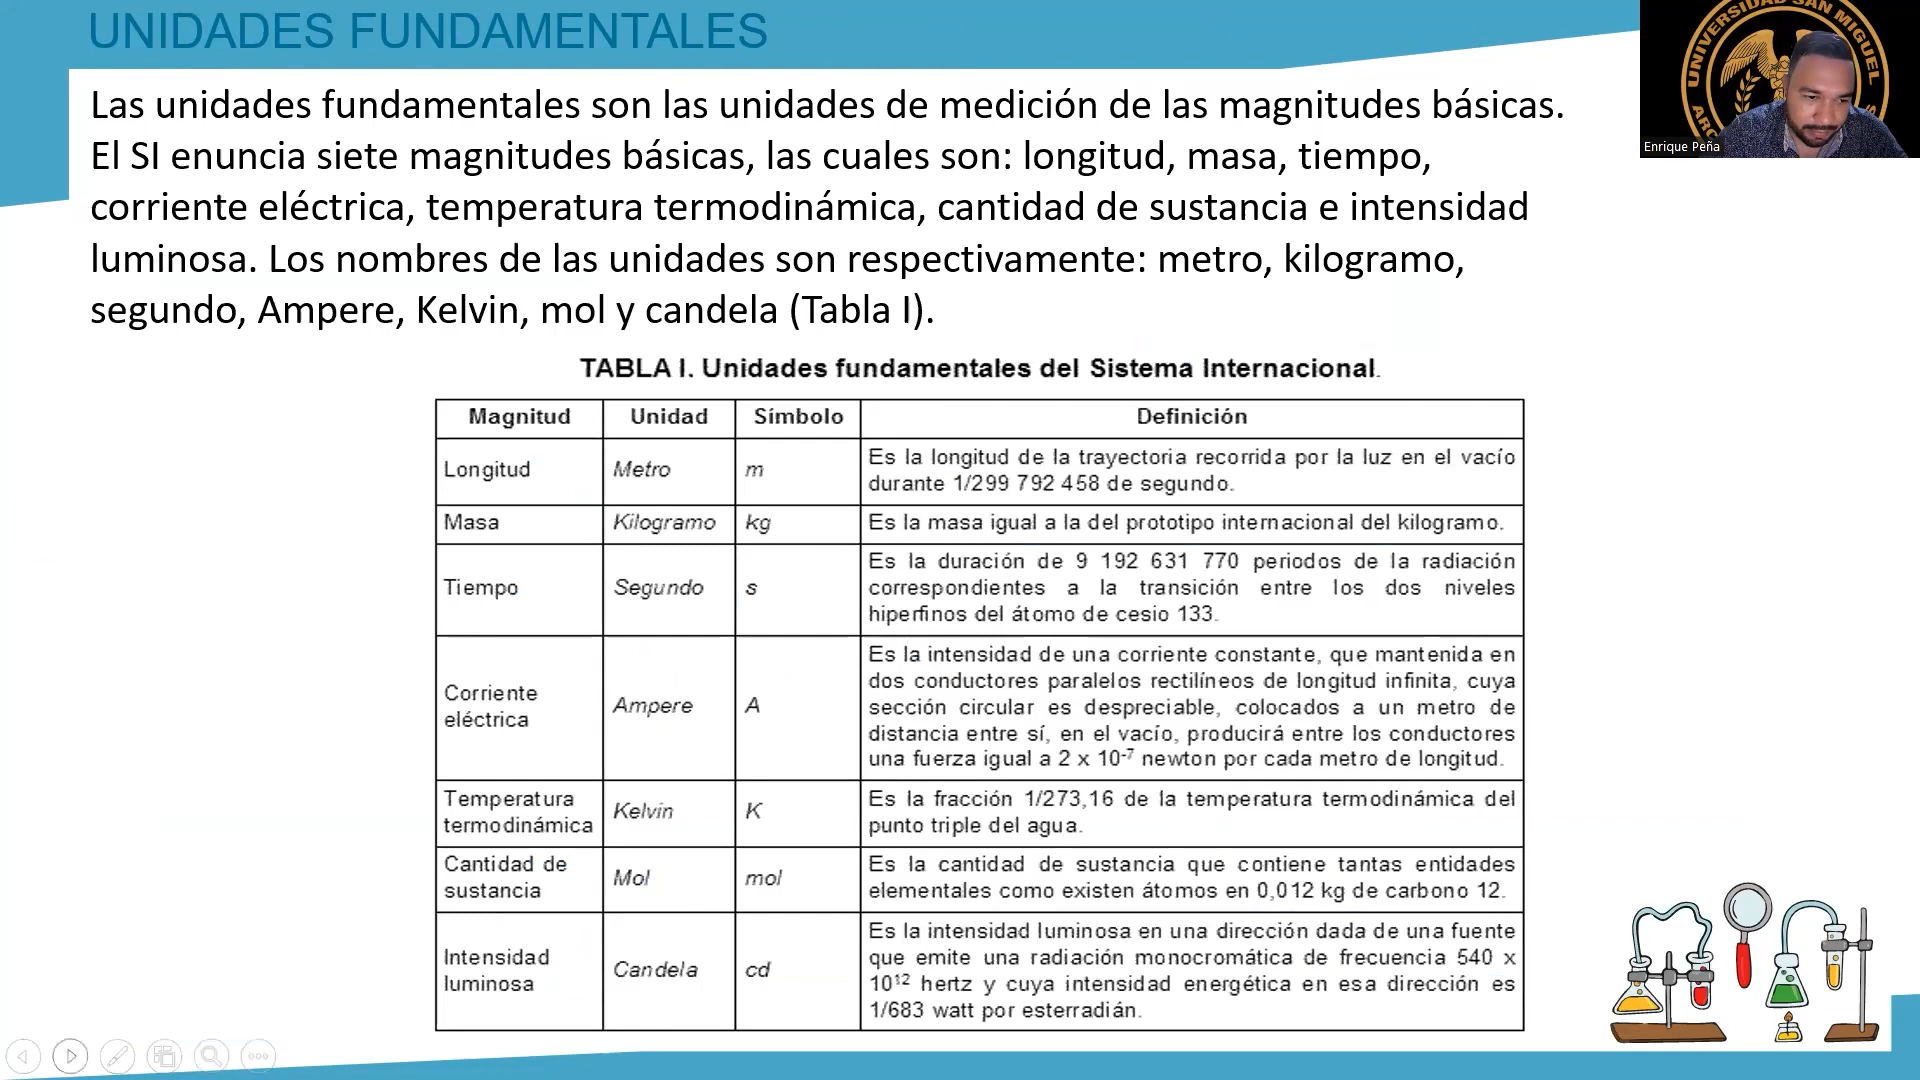 UNIDADES FUNDAMENTALES
Las unidades fundamentales son las unidades de medición de las magnitudes básicas.
El SI enuncia siete magnitudes básicas, las cuales son: longitud, masa, tiempo,
corriente eléctrica, temperatura termodinámica, cantidad de sustancia e intensidad
luminosa. Los nombres de las unidades son respectivamente: metro, kilogramo,
segundo, Ampere, Kelvin, mol y candela (Tabla I).
UNIVERSIDAD SAN MIGUEL
Enrique Peña
TABLA I. Unidades fundamentales del Sistema Internacional.
Magnitud Unidad Símbolo Definición
Longitud Metro m Es la longitud de la trayectoria recorrida por la luz en el vacío
durante 1/299 792 458 de segundo.
Masa Kilogramo kg Es la masa igual a la del prototipo internacional del kilogramo.
Tiempo Segundo s Es la duración de 9 192 631 770 periodos de la radiación
correspondientes a la transición entre los dos niveles
hiperfinos del átomo de cesio 133.
Corriente
eléctrica Ampere A Es la intensidad de una corriente constante, que mantenida en
dos conductores paralelos rectilíneos de longitud infinita, cuya
sección circular es despreciable, colocados a un metro de
distancia entre sí, en el vacío, producirá entre los conductores
una fuerza igual a 2 x 10⁻⁷ newton por cada metro de longitud.
Temperatura
termodinámica Kelvin K Es la fracción 1/273,16 de la temperatura termodinámica del
punto triple del agua.
Cantidad de
sustancia Mol mol Es la cantidad de sustancia que contiene tantas entidades
elementales como existen átomos en 0,012 kg de carbono 12.
Intensidad
luminosa Candela cd Es la intensidad luminosa en una dirección dada de una fuente
que emite una radiación monocromática de frecuencia 540 x
10¹² hertz y cuya intensidad energética en esa dirección es
1/683 watt por esterradián.